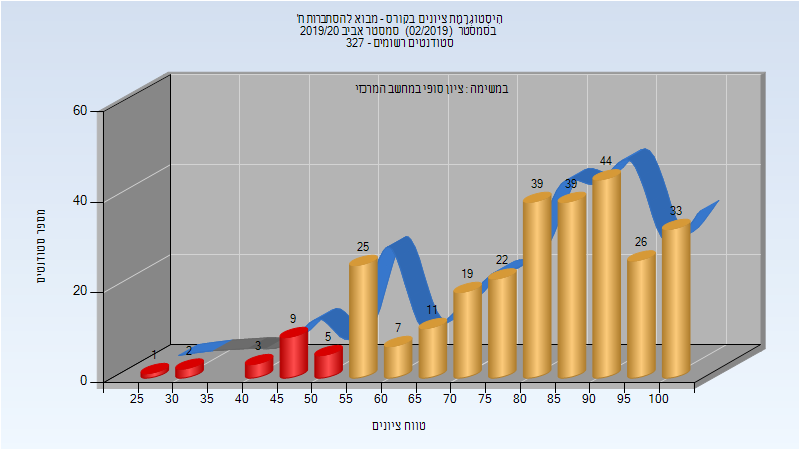 היסטוגרמת ציונים בקורס - מבוא להסתברות ח'
בסמסטר (02/2019) סמסטר אביב 2019/20
סטודנטים רשומים - 327
במשימה : ציון סופי במחשב המרכזי
60
40
20
0
מספר סטודנטים
1
2
3
9
5
25
7
11
19
22
39
39
44
26
33
25 30 35 40 45 50 55 60 65 70 75 80 85 90 95 100
טווח ציונים